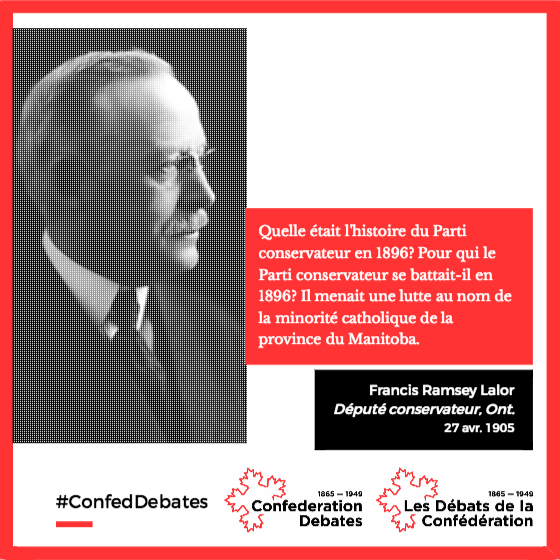 Quelle était l'histoire du Parti
conservateur en 1896? Pour qui le
Parti conservateur se battait-il en
1896? Il menait une lutte au nom de
la minorité catholique de la
province du Manitoba.
Francis Ramsey Lalor
Député conservateur, Ont.
27 avr. 1905
#ConfedDebates
1865 — 1949
Confederation
Debates
1865 — 1949
Les Débats de la
Confédération